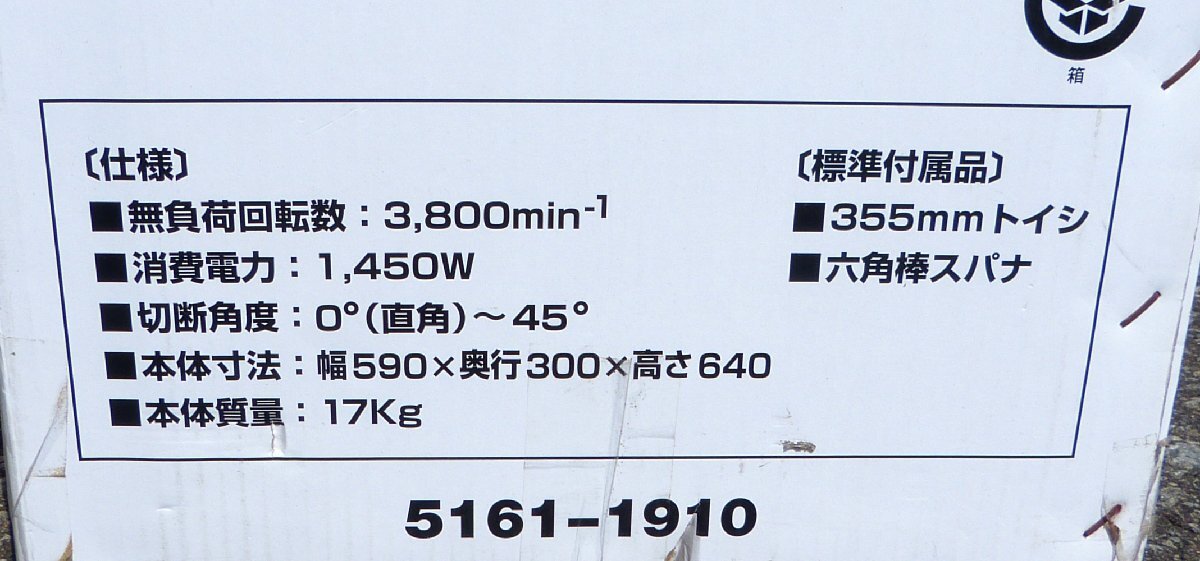 箱
〔仕様〕
■無負荷回転数：3,800min-1
■消費電力：1,450W
■切断角度：0°(直角)～45°
■本体寸法：幅590×奥行300×高さ640
■本体質量：17Kg
〔標準付属品〕
■355mmトイシ
■六角棒スパナ
5161-1910